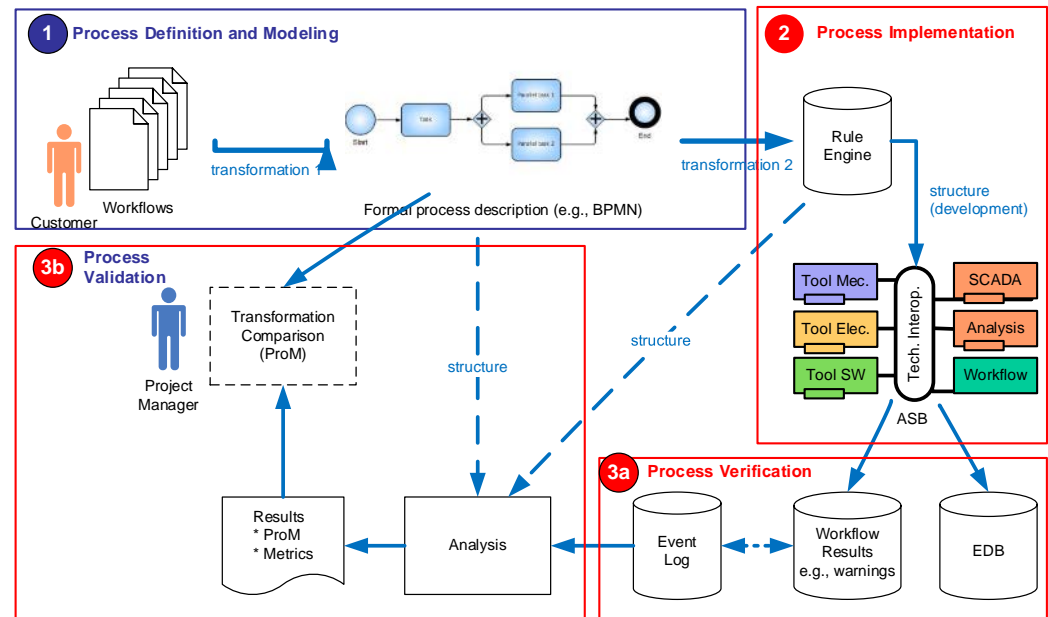 1
Process Definition and Modeling
Customer
Workflows
transformation 1
Start
Task
Parallel task 1
Parallel task 2
End
Formal process description (e.g., BPMN)
transformation 2
2
Process Implementation
Rule
Engine
structure
(development)
Tool Mec.
Tool Elec.
Tool SW
Tech. Interop.
SCADA
Analysis
Workflow
ASB
3b
Process
Validation
Project
Manager
Transformation
Comparison
(ProM)
structure
structure
Results
* ProM
* Metrics
Analysis
3a
Process Verification
Event
Log
Workflow
Results
e.g., warnings
EDB